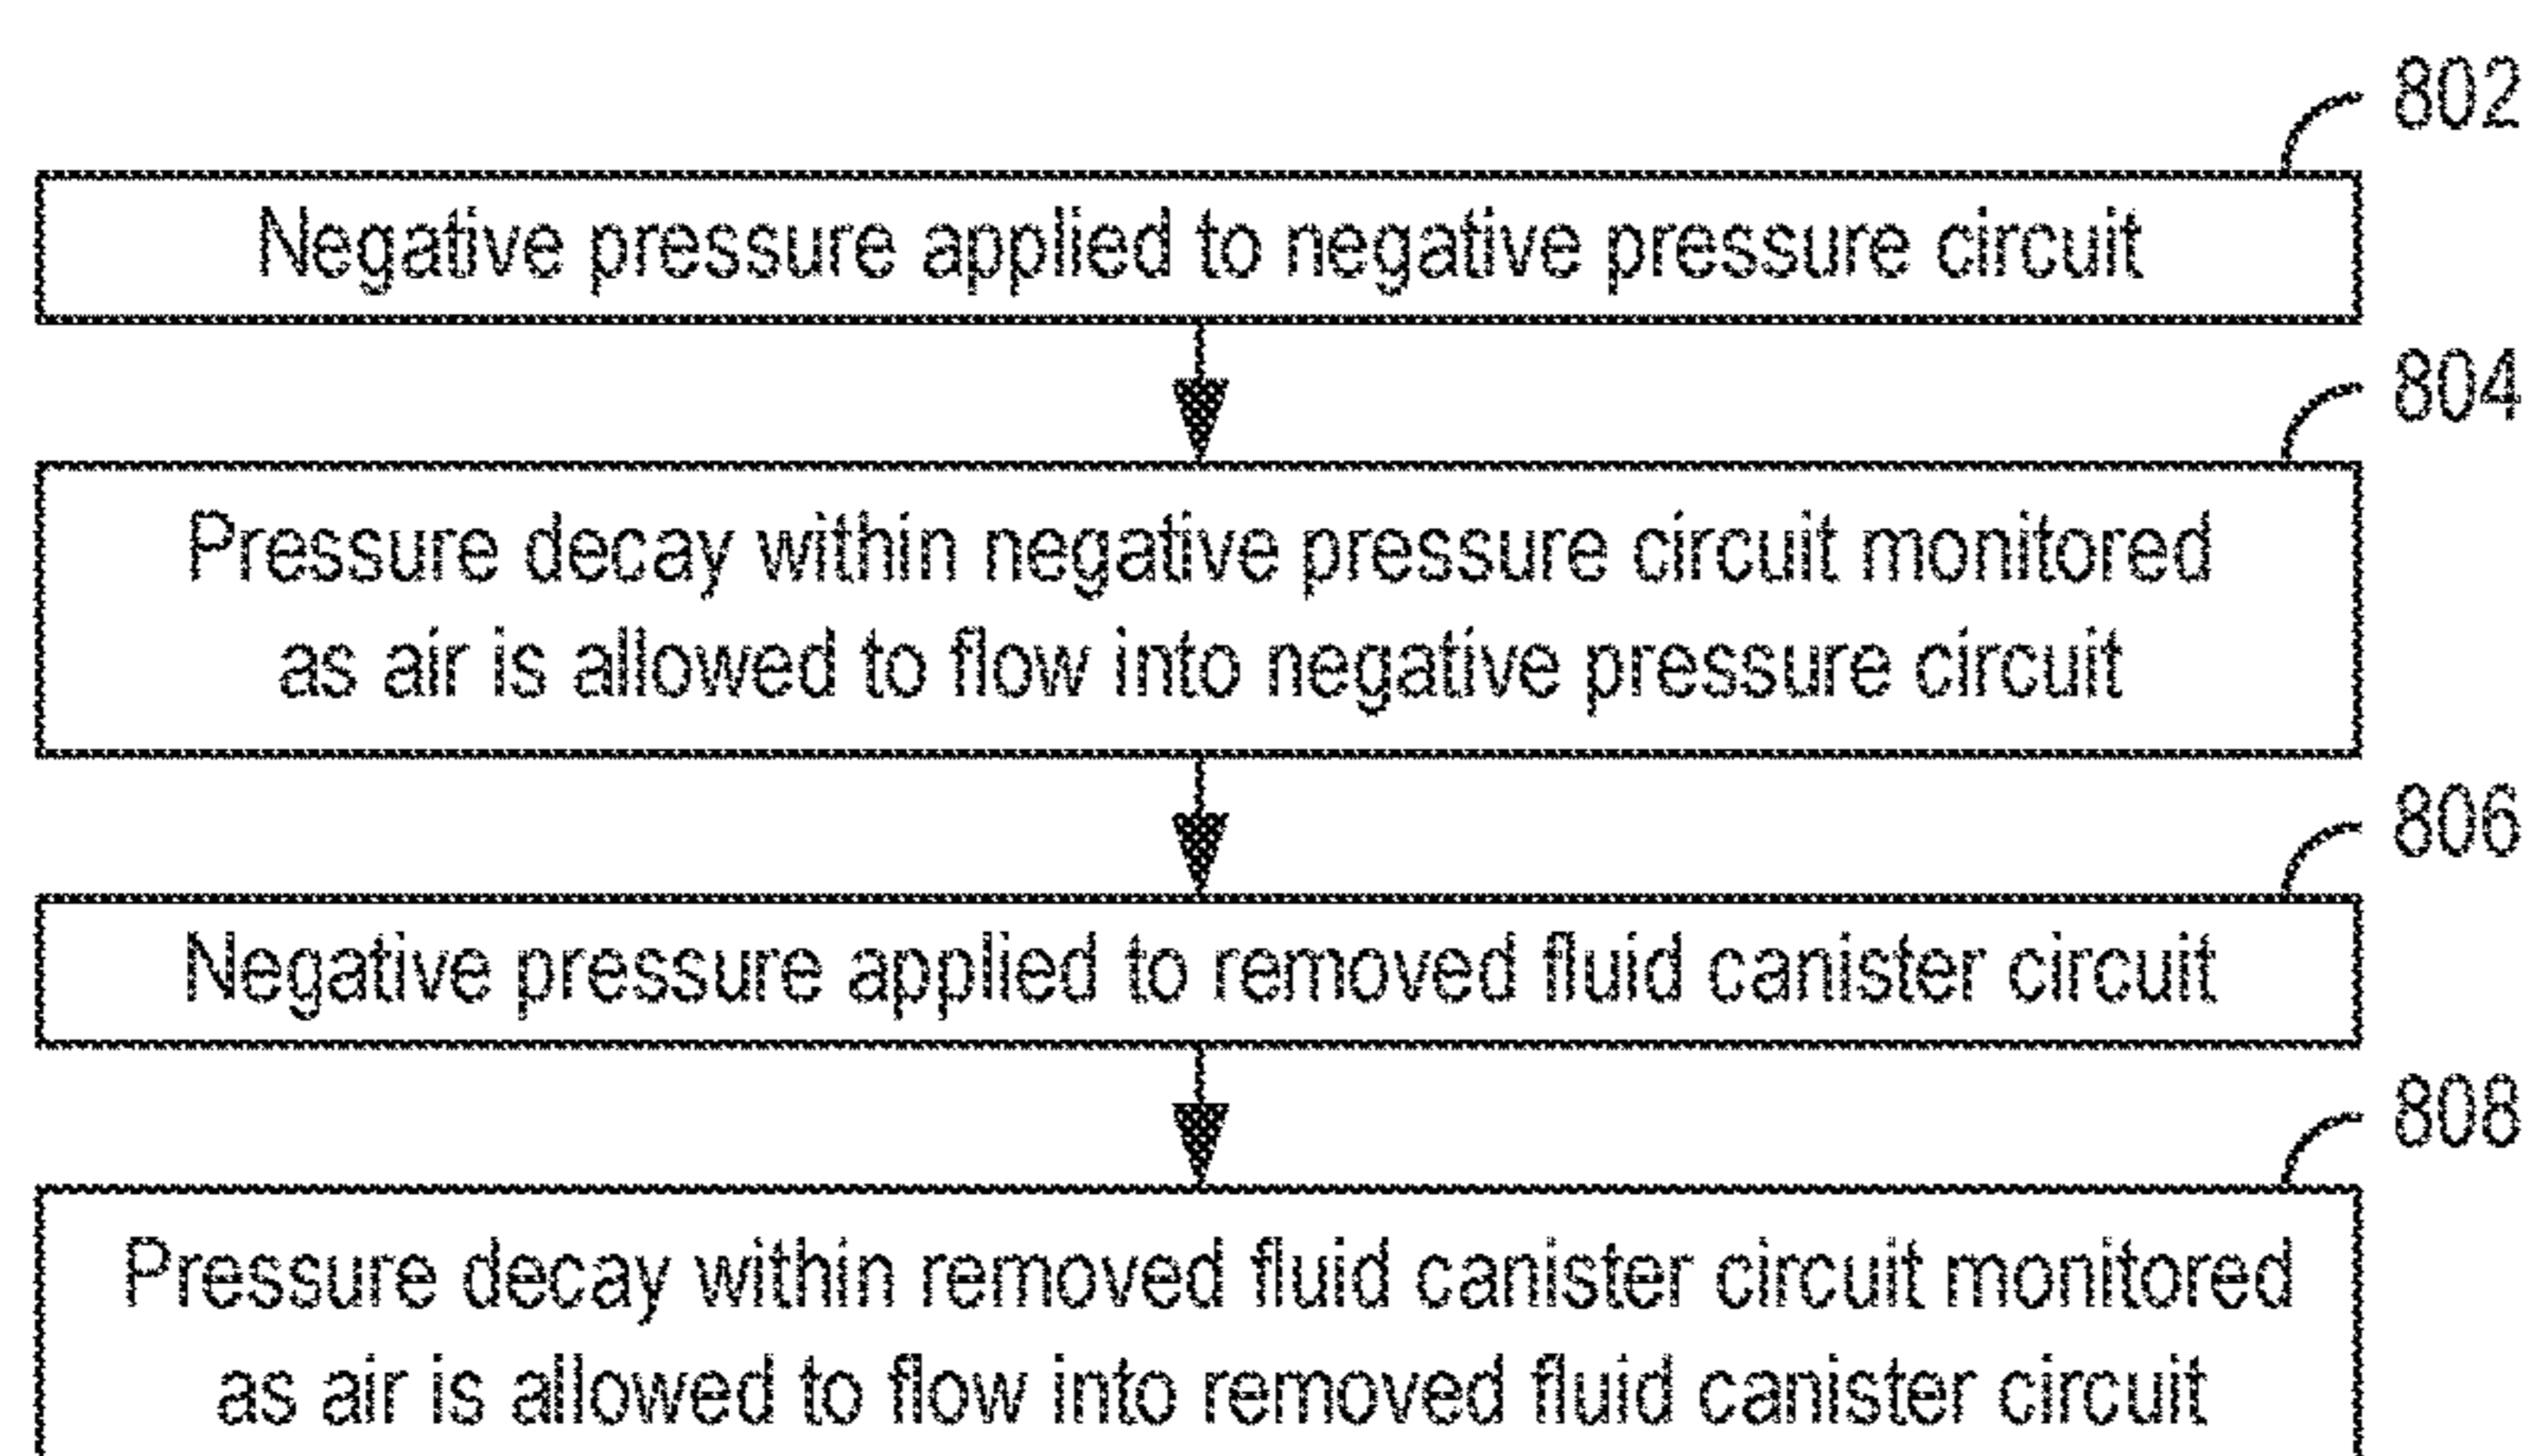 802
Negative pressure applied to negative pressure circuit
804
Pressure decay within negative pressure circuit monitored
as air is allowed to flow into negative pressure circuit
806
Negative pressure applied to removed fluid canister circuit
808
Pressure decay within removed fluid canister circuit monitored
as air is allowed to flow into removed fluid canister circuit